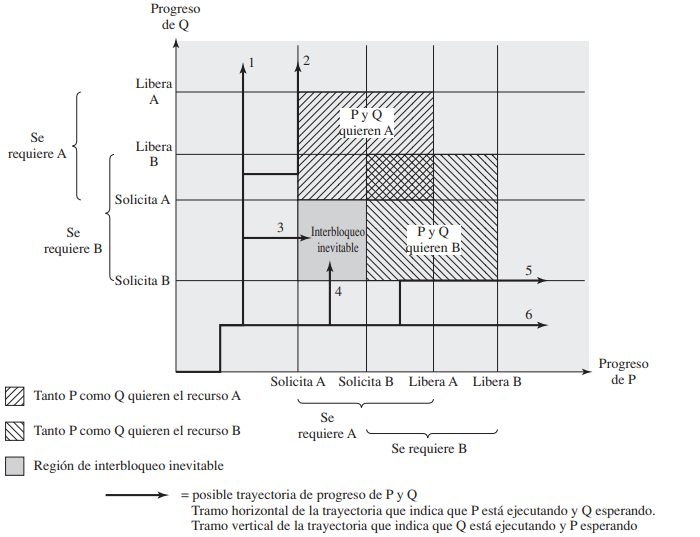 Progreso
de Q
1
2
Libera
A
P y Q
quieren A
Se
requiere A
Libera
B
Solicita A
3
Interbloqueo
inevitable
P y Q
quieren B
Se
requiere B
Solicita B
4
5
6
Progreso
de P
Solicita A
Solicita B
Libera A
Libera B
Se
requiere A
Se requiere B
Tanto P como Q quieren el recurso A
Tanto P como Q quieren el recurso B
Región de interbloqueo inevitable
= posible trayectoria de progreso de P y Q
Tramo horizontal de la trayectoria que indica que P está ejecutando y Q esperando.
Tramo vertical de la trayectoria que indica que Q está ejecutando y P esperando